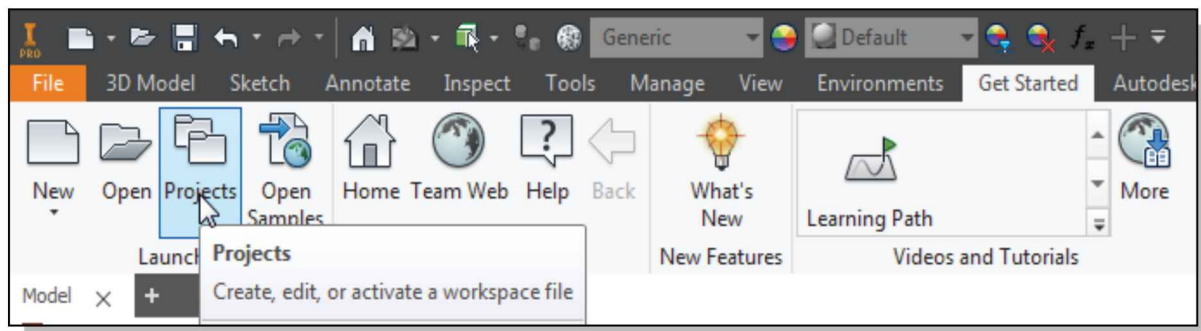 I
PRO
Generic
Default
fx
File 3D Model Sketch Annotate Inspect Tools Manage View Environments Get Started Autodesk
New Open Projects Open Samples Home Team Web Help Back What's New Learning Path More
Launch New Features Videos and Tutorials
Projects
Create, edit, or activate a workspace file
Model